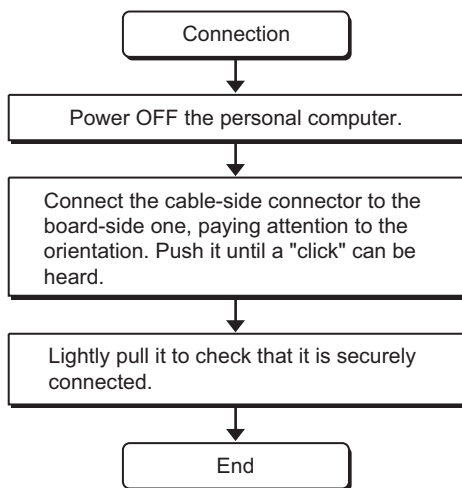 Connection
Power OFF the personal computer.
Connect the cable-side connector to the
board-side one, paying attention to the
orientation. Push it until a "click" can be
heard.
Lightly pull it to check that it is securely
connected.
End